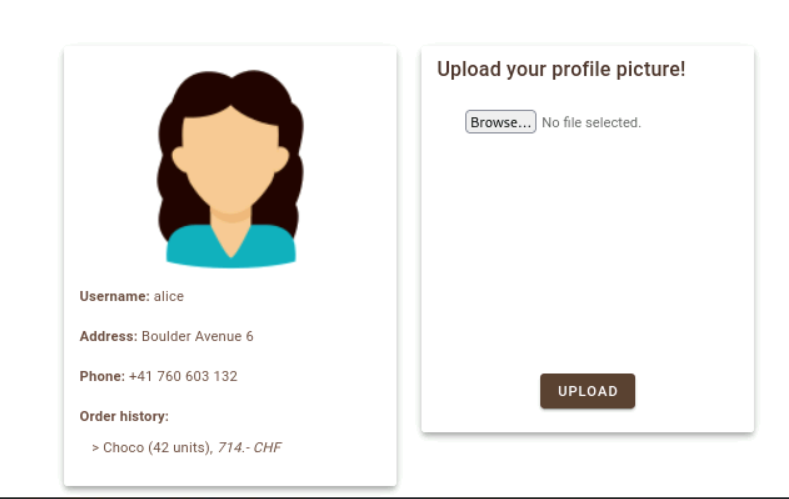 Username: alice
Address: Boulder Avenue 6
Phone: +41 760 603 132
Order history:
> Choco (42 units), 714.- CHF
Upload your profile picture!
Browse... No file selected.
UPLOAD